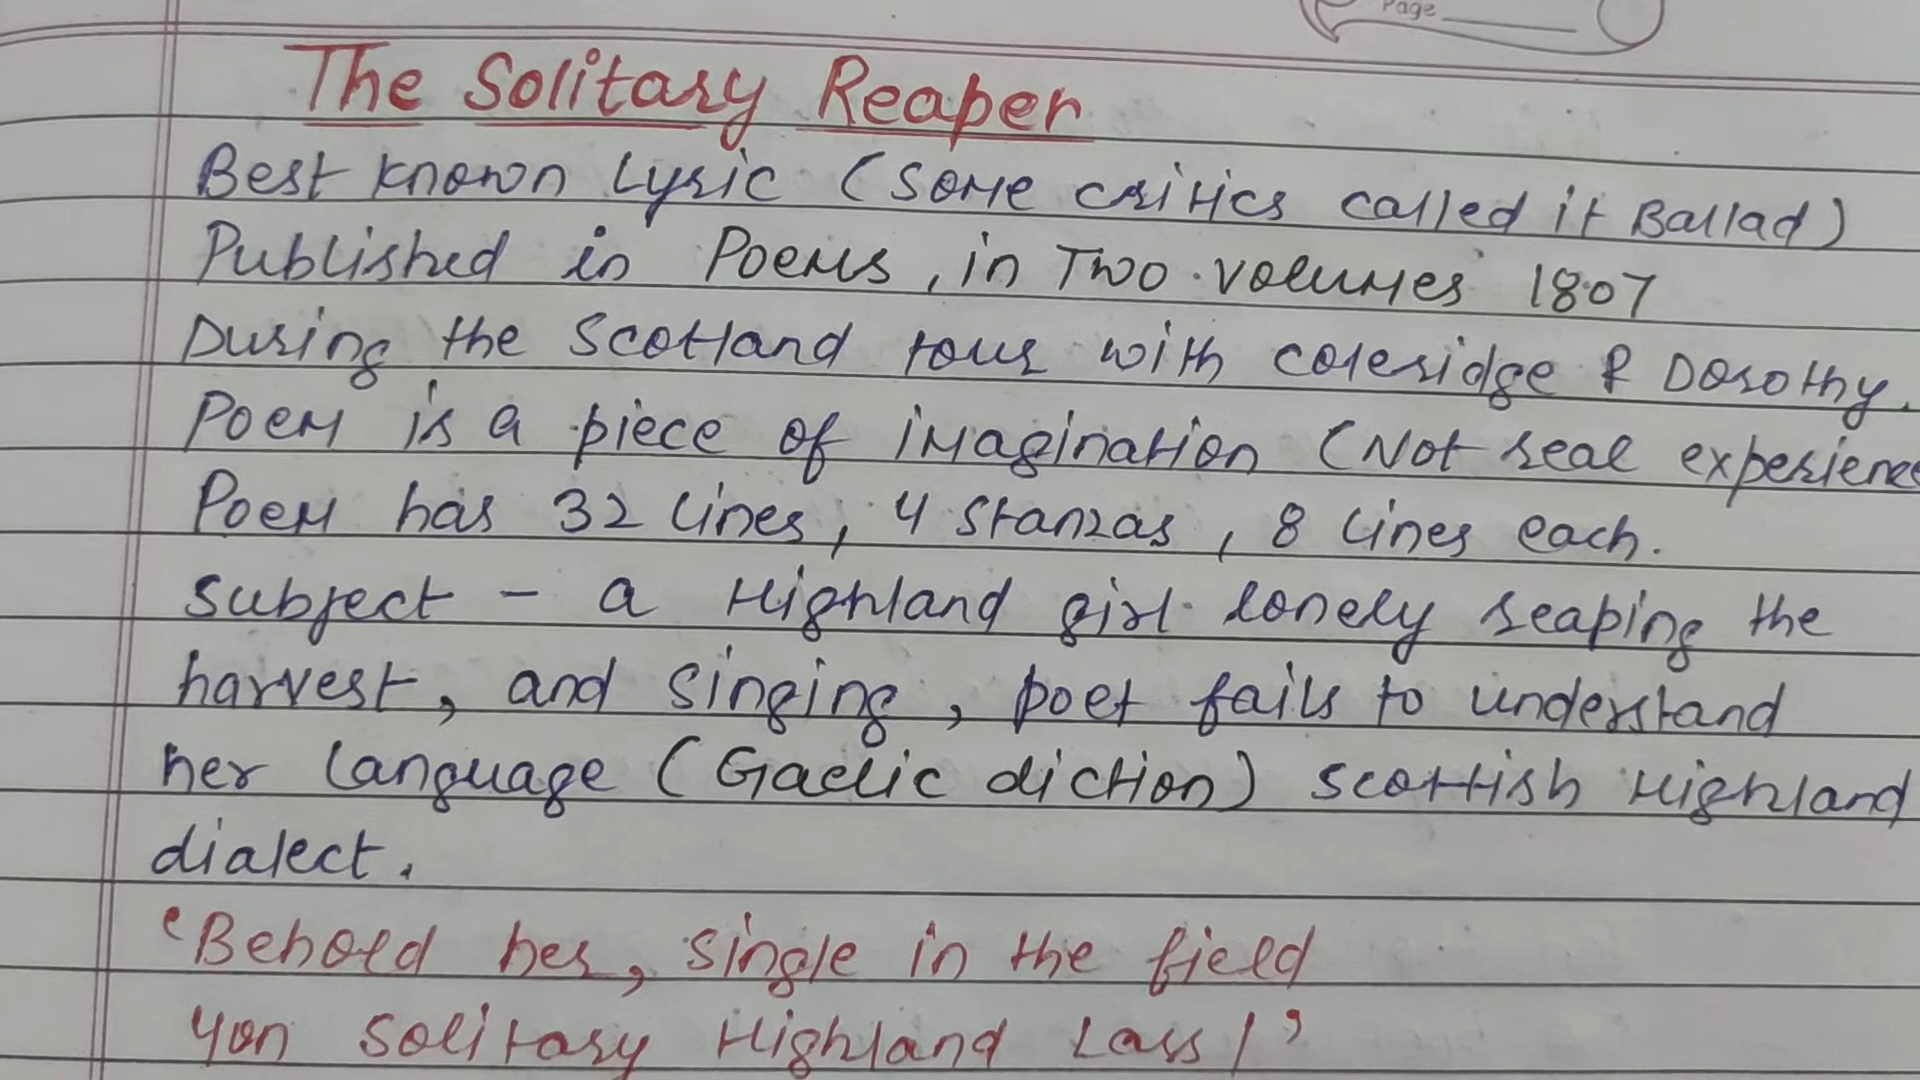 Page
The Solitary Reaper
Best known Lyric (some critics called it Ballad)
Published in Poems, in Two volumes 1807
During the Scotland tour with coleridge & Dorothy.
Poem is a piece of imagination (Not real experience
Poem has 32 lines, 4 stanzas, 8 lines each.
subject - a Highland girl lonely reaping the
harvest, and singing, poet fails to understand
her language (Gaelic diction) scottish Highland
dialect.
'Behold her, single in the field
Yon solitary Highland Lass!'